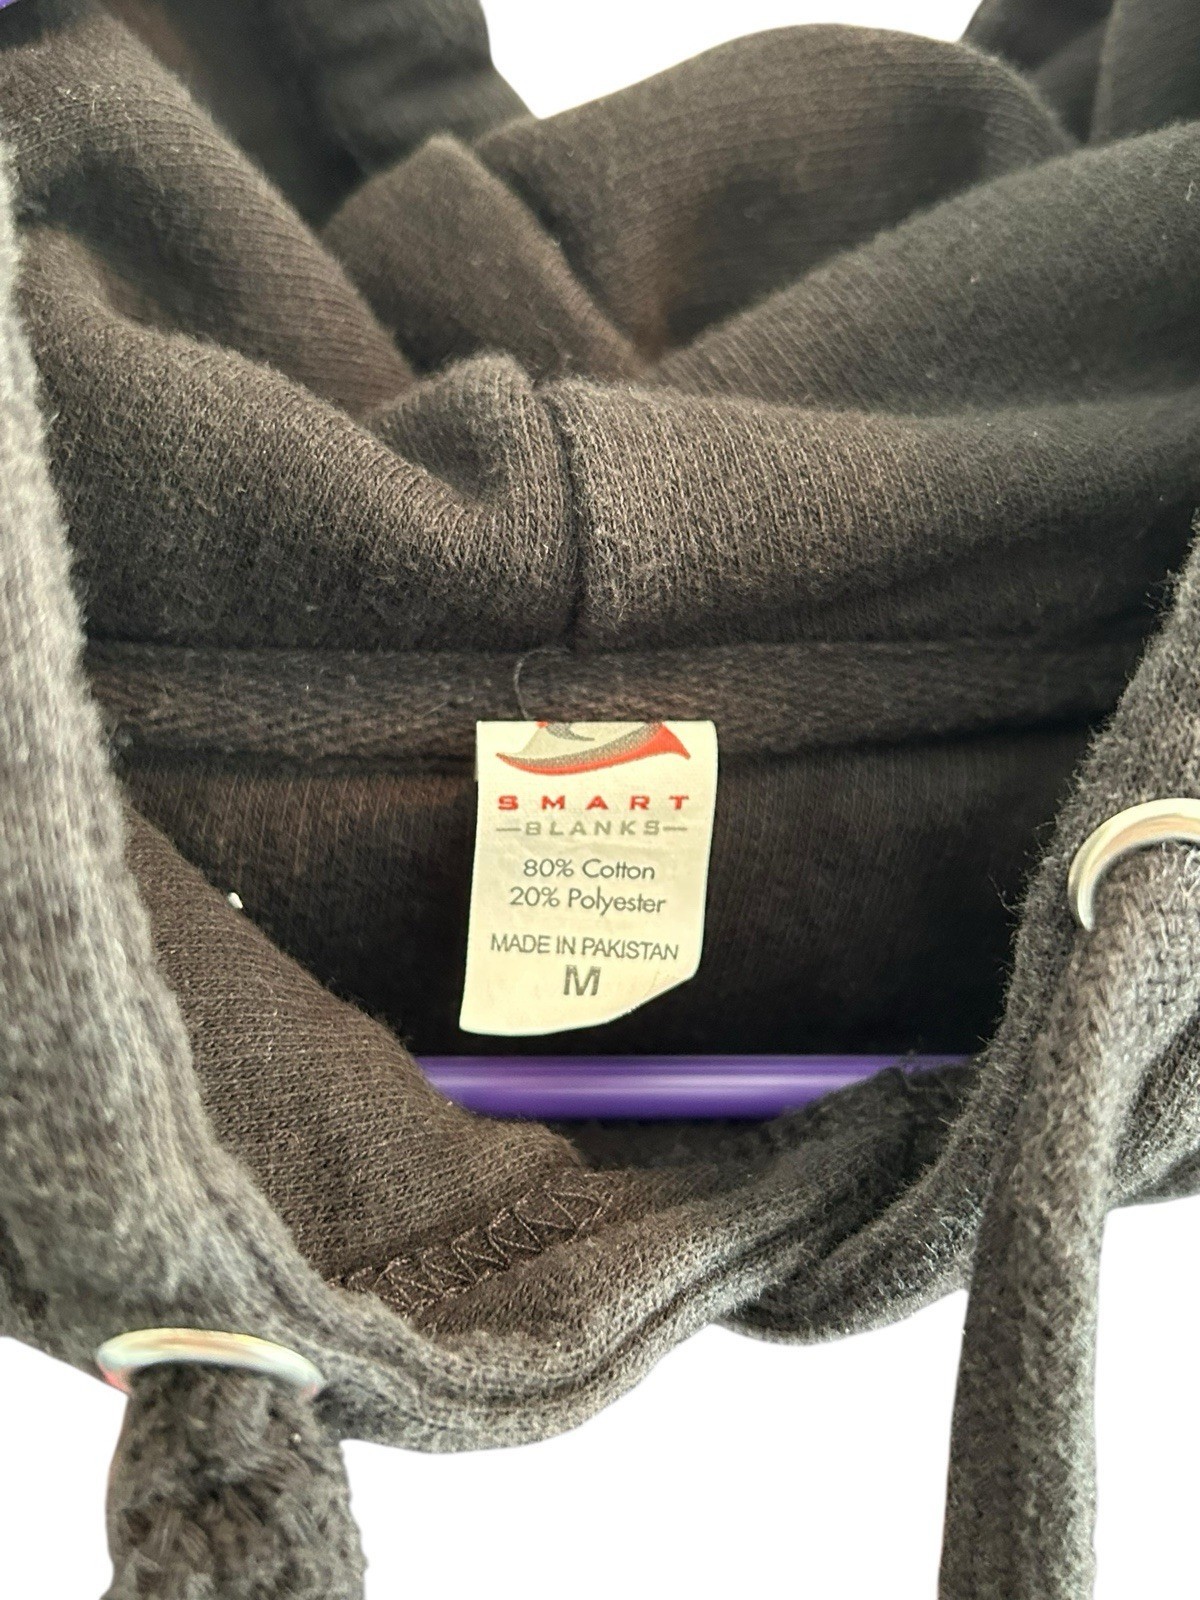 SMART
BLANKS
80% Cotton
20% Polyester
MADE IN PAKISTAN
M